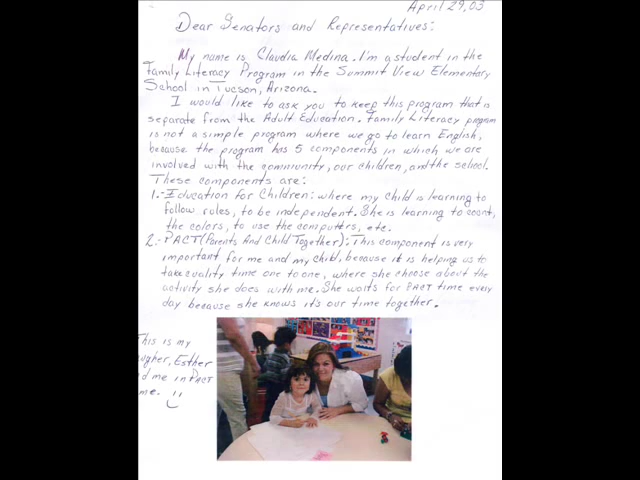 April 29, 03
Dear Senators and Representatives:
My name is Claudia Medina. I'm a student in the
Family Literacy Program in the Summit View Elementary
School in Tucson, Arizona.
I would like to ask you to keep this program that is
separate from the Adult Education. Family Literacy program
is not a simple program where we go to learn English,
because the program has 5 components in which we are
involved with the community, our children, and the school.
These components are:
1.- Education for Children: where my child is learning to
follow rules, to be independent. She is learning to count,
the colors, to use the computers, etc.
2.- PACT (Parents And Child Together): This component is very
important for me and my child, because it is helping us to
take quality time one to one, where she choose about the
activity she does with me. She waits for PACT time every
day because she knows it's our time together.
This is my
augher, Esther
nd me in PACT
me.